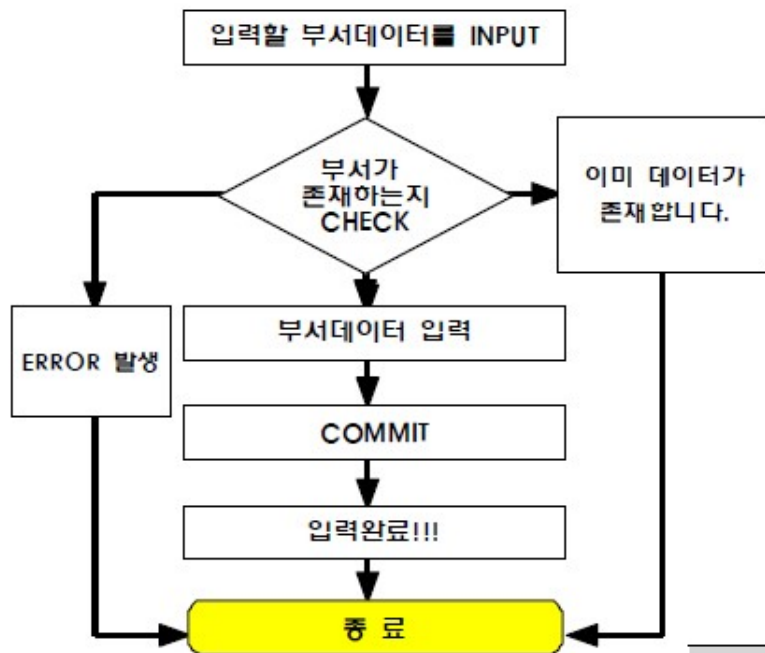 입력할 부서데이터를 INPUT
부서가
존재하는지
CHECK
이미 데이터가
존재합니다.
ERROR 발생
부서데이터 입력
COMMIT
입력완료!!!
종 료